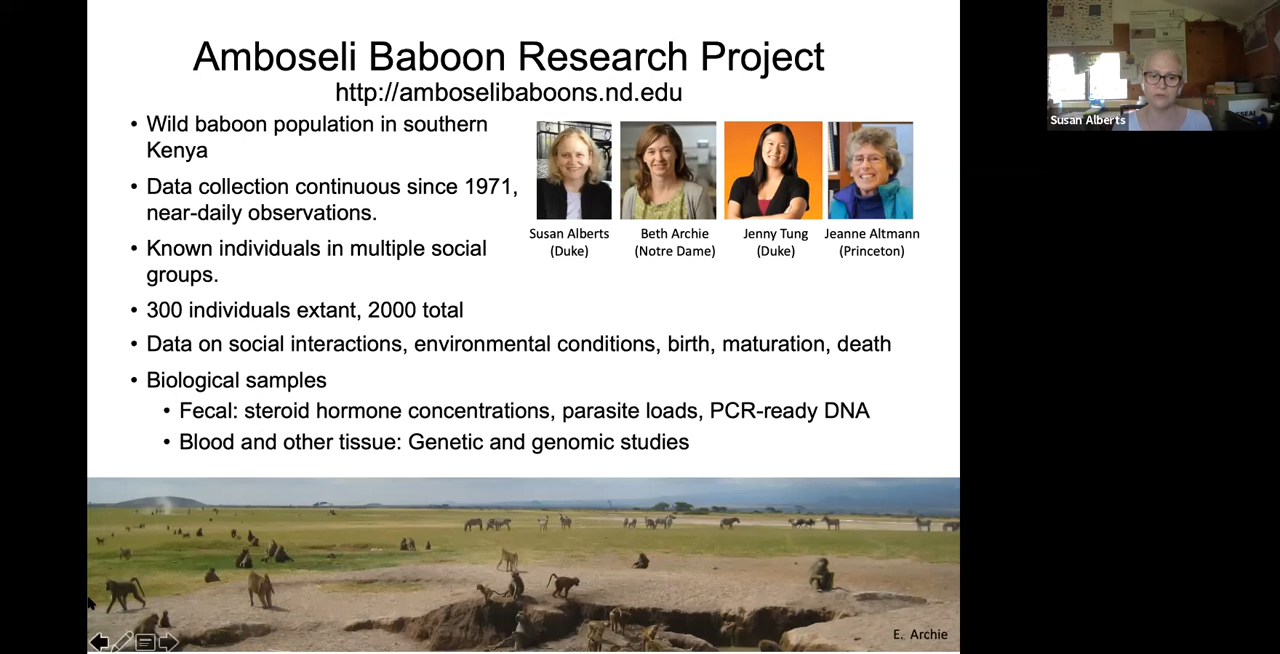 Amboseli Baboon Research Project
http://amboselibaboons.nd.edu
• Wild baboon population in southern
Kenya
• Data collection continuous since 1971,
near-daily observations.
• Known individuals in multiple social
groups.
• 300 individuals extant, 2000 total
• Data on social interactions, environmental conditions, birth, maturation, death
• Biological samples
• Fecal: steroid hormone concentrations, parasite loads, PCR-ready DNA
• Blood and other tissue: Genetic and genomic studies
Susan Alberts
(Duke)
Beth Archie
(Notre Dame)
Jenny Tung
(Duke)
Jeanne Altmann
(Princeton)
E. Archie
Susan Alberts